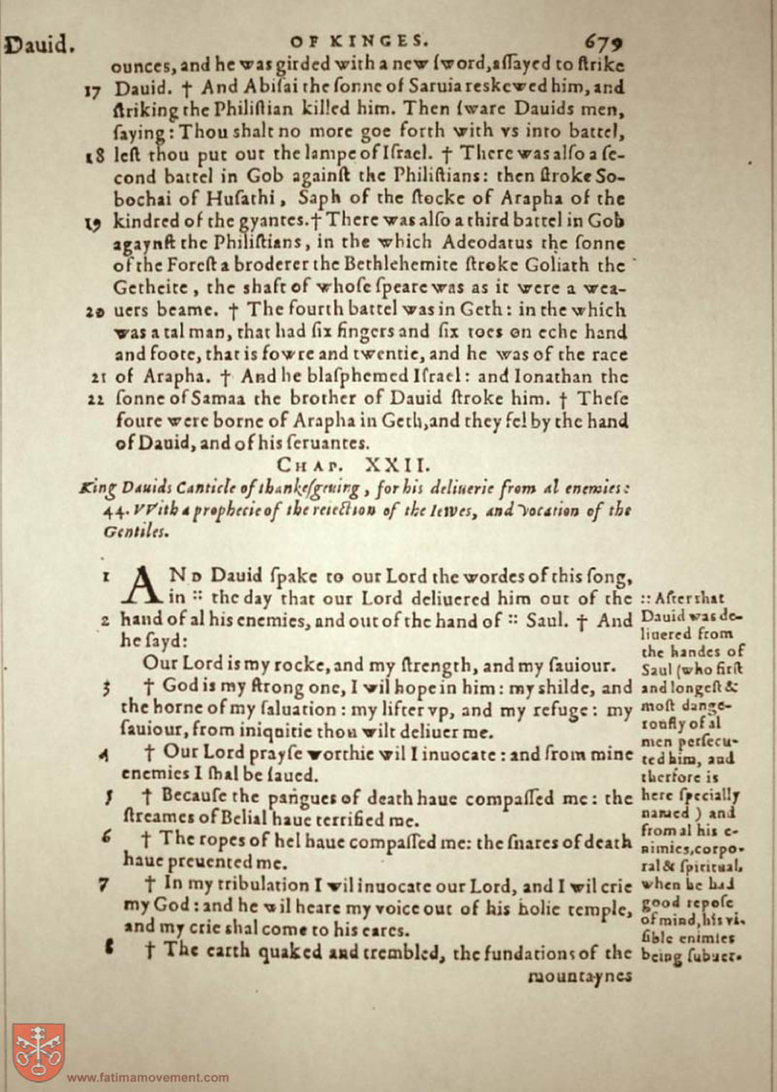 Dauid. OF KINGES. 679
ounces, and he was girded with a new ſword, aſſayed to ſtrike
17 Dauid. † And Abiſai the ſonne of Saruia reskewed him, and
ſtriking the Philiſtian killed him. Then ſware Dauids men,
ſaying: Thou shalt no more goe forth with vs into battel,
18 leſt thou put out the lampe of Iſrael. † There was alſo a ſe-
cond battel in Gob againſt the Philiſtians: then ſtroke So-
bochai of Huſathi, Saph of the ſtocke of Arapha of the
19 kindred of the gyantes. † There was alſo a third battel in Gob
agaynſt the Philiſtians, in the which Adeodatus the ſonne
of the Foreſt a broderer the Bethlehemite ſtroke Goliath the
Getheite, the shaft of whoſe ſpeare was as it were a wea-
20 uers beame. † The fourth battel was in Geth: in the which
was a tal man, that had ſix fingers and ſix toes on eche hand
and foote, that is fowre and twentie, and he was of the race
21 of Arapha. † And he blaſphemed Iſrael: and Ionathan the
22 ſonne of Samaa the brother of Dauid ſtroke him. † Theſe
foure were borne of Arapha in Geth, and they fel by the hand
of Dauid, and of his ſeruantes.
CHAP. XXII.
King Dauids Canticle of thankeſgeuing, for his deliuerie from al enemies:
44. VVith a prophecie of the reiection of the Iewes, and vocation of the
Gentiles.
1 AND Dauid ſpake to our Lord the wordes of this ſong,
in :: the day that our Lord deliuered him out of the
2 hand of al his enemies, and out of the hand of :: Saul. † And
he ſayd:
Our Lord is my rocke, and my ſtrength, and my ſauiour.
3 † God is my ſtrong one, I wil hope in him: my shilde, and
the horne of my ſaluation: my lifter vp, and my refuge: my
ſauiour, from iniquitie thou wilt deliuer me.
4 † Our Lord prayſe worthie wil I inuocate: and from mine
enemies I ſhal be ſaued.
5 † Becauſe the pangues of death haue compaſſed me: the
ſtreames of Belial haue terrified me.
6 † The ropes of hel haue compaſſed me: the ſnares of death
haue preuented me.
7 † In my tribulation I wil inuocate our Lord, and I wil crie
my God: and he wil heare my voice out of his holie temple,
and my crie shal come to his eares.
8 † The earth quaked and trembled, the fundations of the
mountaynes
:: After that
Dauid was de-
liuered from
the handes of
Saul (who firſt
and longeſt &
moſt dange-
rouſly of al
men perſecu-
ted him, and
therfore is
here ſpecially
named) and
from al his e-
nimies, corpo-
ral & ſpiritual,
when he had
good repoſe
of mind, his vi-
ſible enimies
being ſubuer-
www.fatimamovement.com